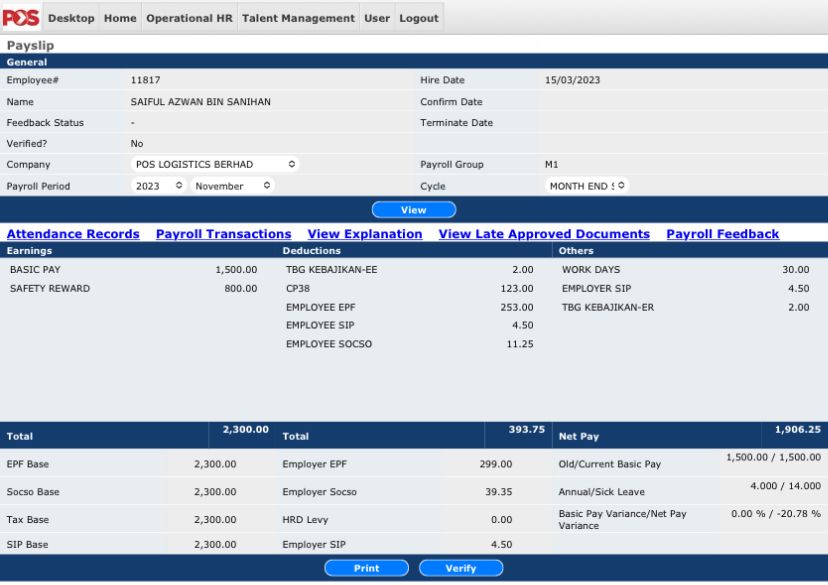 POS Desktop Home Operational HR Talent Management User Logout
Payslip
General
Employee# 11817 Hire Date 15/03/2023
Name SAIFUL AZWAN BIN SANIHAN Confirm Date
Feedback Status - Terminate Date
Verified? No
Company POS LOGISTICS BERHAD Payroll Group M1
Payroll Period 2023 November Cycle MONTH END
View
Attendance Records Payroll Transactions View Explanation View Late Approved Documents Payroll Feedback
Earnings Deductions Others
BASIC PAY 1,500.00 TBG KEBAJIKAN-EE 2.00 WORK DAYS 30.00
SAFETY REWARD 800.00 CP38 123.00 EMPLOYER SIP 4.50
EMPLOYEE EPF 253.00 TBG KEBAJIKAN-ER 2.00
EMPLOYEE SIP 4.50
EMPLOYEE SOCSO 11.25
Total 2,300.00 Total 393.75 Net Pay 1,906.25
EPF Base 2,300.00 Employer EPF 299.00 Old/Current Basic Pay 1,500.00 / 1,500.00
Socso Base 2,300.00 Employer Socso 39.35 Annual/Sick Leave 4.000 / 14.000
Tax Base 2,300.00 HRD Levy 0.00 Basic Pay Variance/Net Pay 0.00 % / -20.78 %
Variance
SIP Base 2,300.00 Employer SIP 4.50
Print Verify